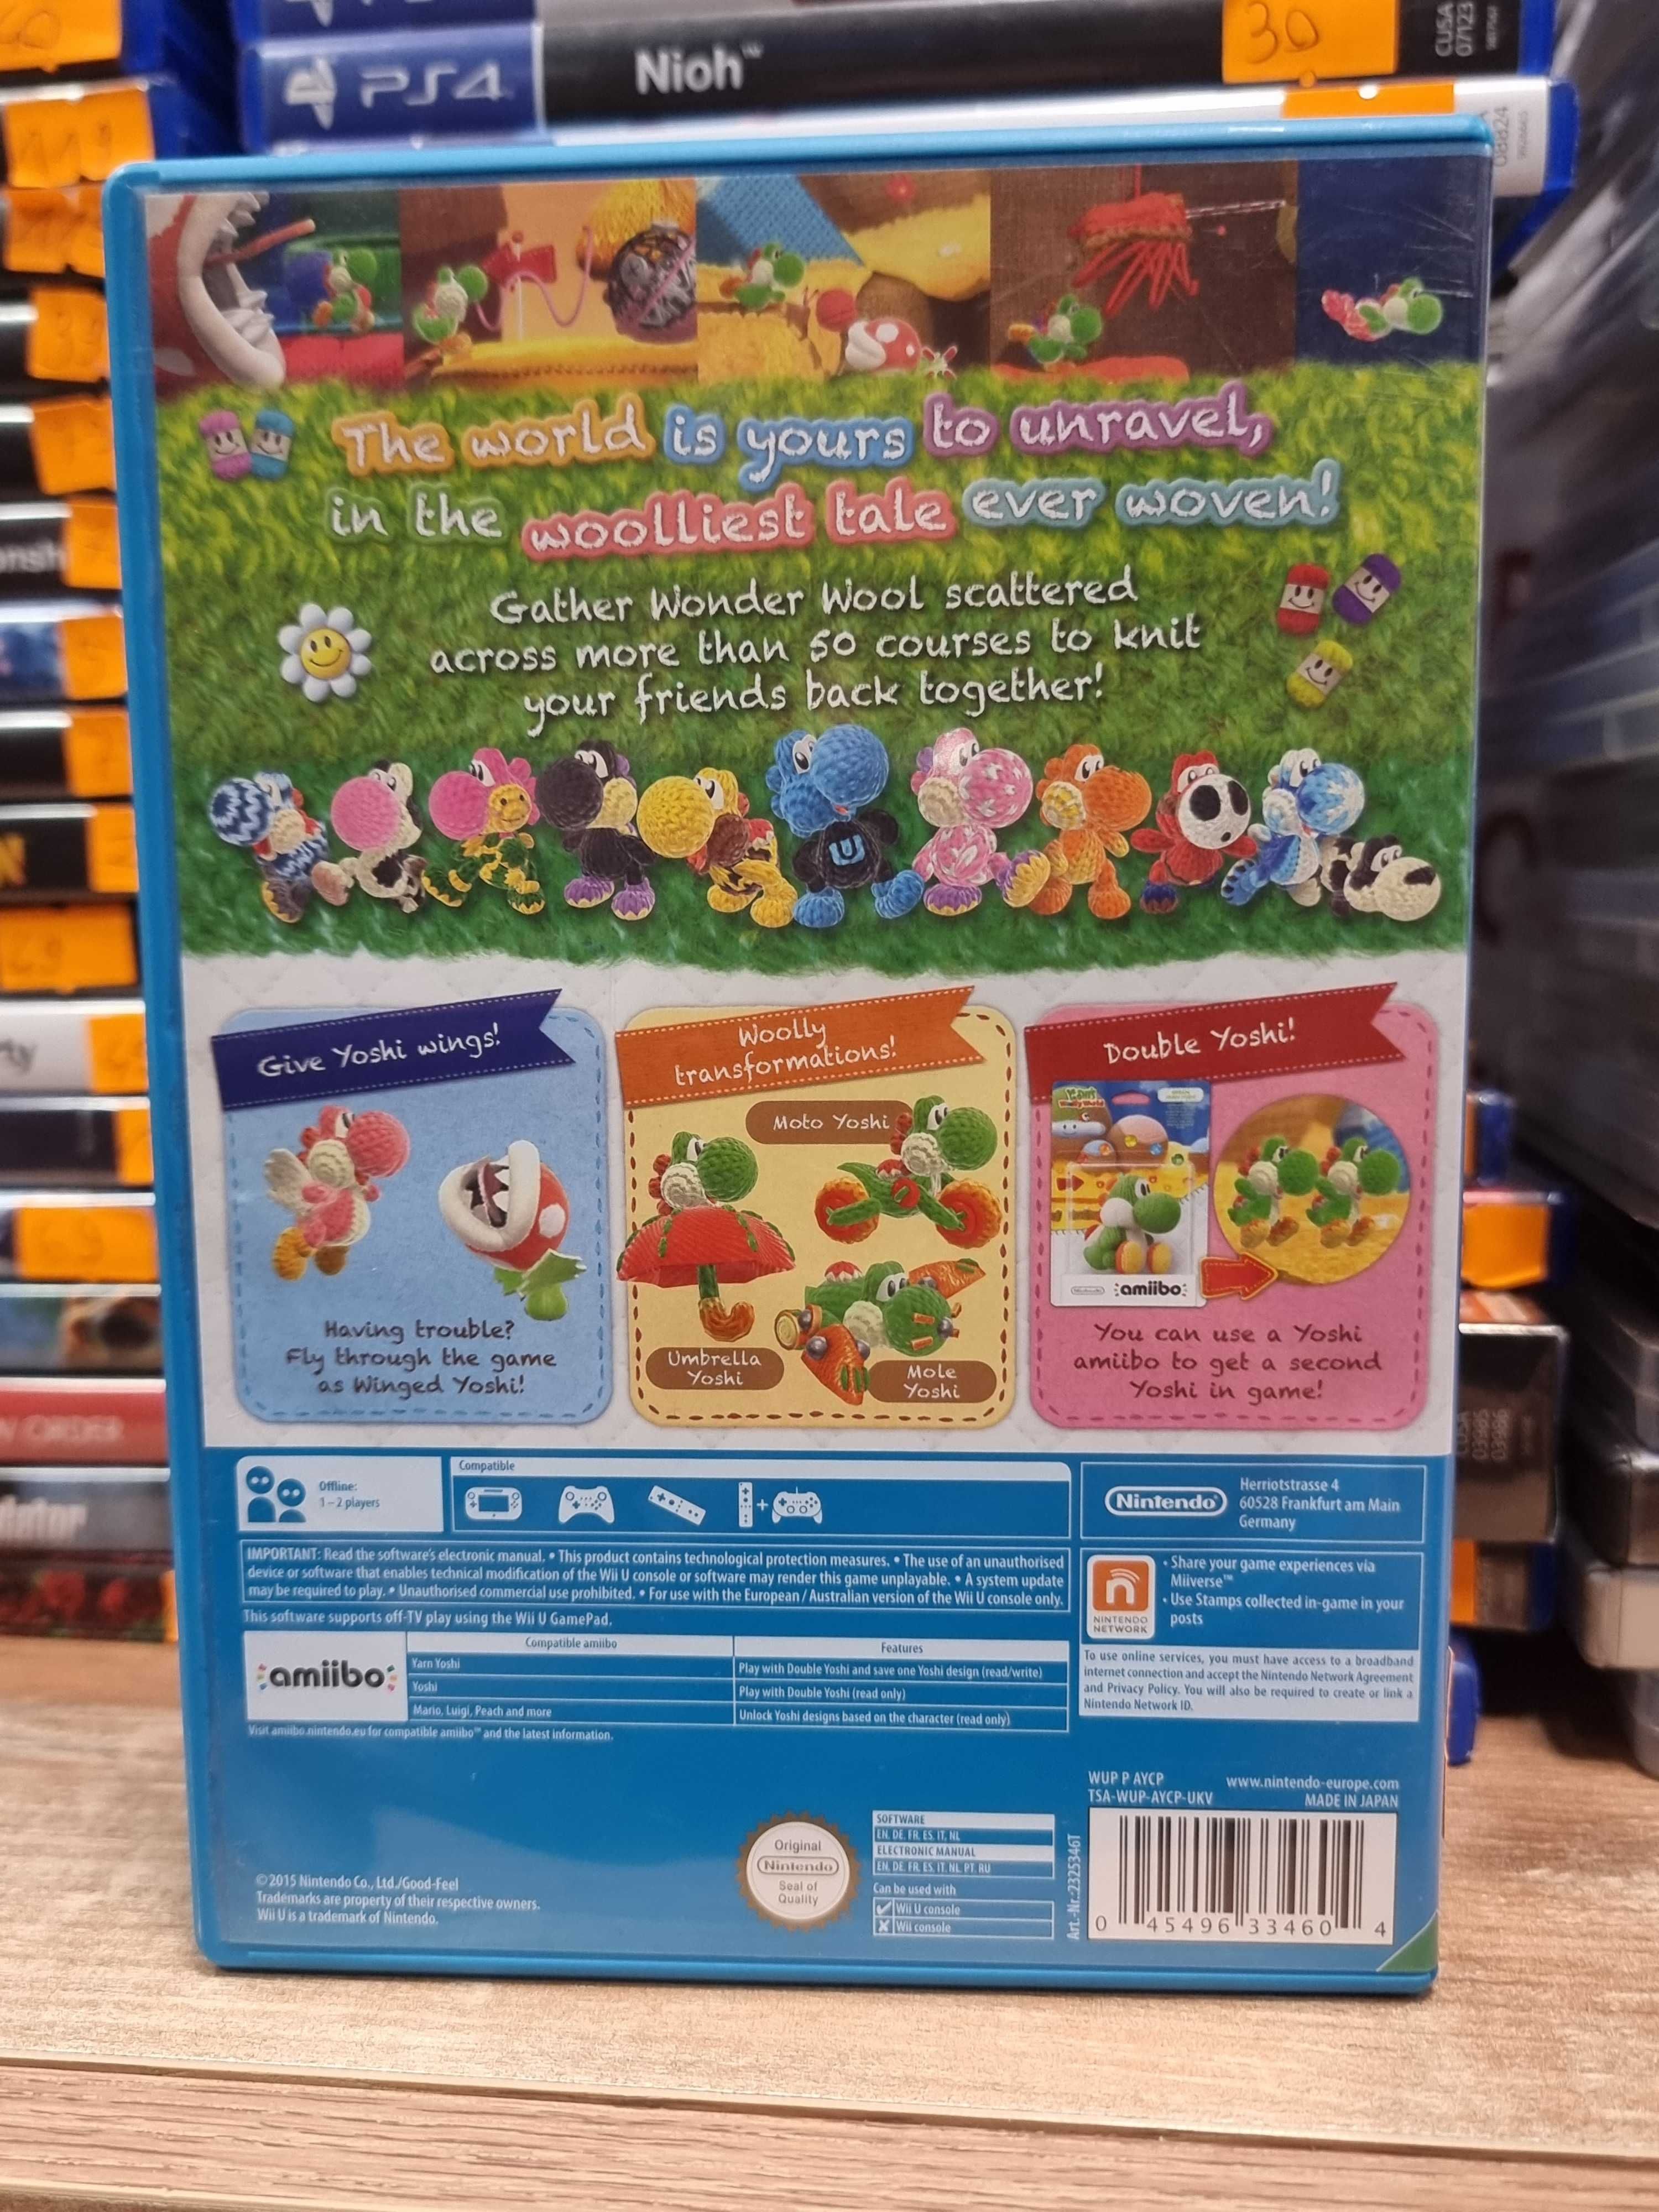 30
PS4
Nioh™
CUSA
07123
The world is yours to unravel,
in the woolliest tale ever woven!
Gather Wonder Wool scattered
across more than 50 courses to knit
your friends back together!
Give Yoshi wings!
Having trouble?
Fly through the game
as Winged Yoshi!
Woolly
transformations!
Moto Yoshi
Umbrella
Yoshi
Mole
Yoshi
Double Yoshi!
amiibo
You can use a Yoshi
amiibo to get a second
Yoshi in game!
Offline:
1 – 2 players
Compatible
Nintendo
Herriotstrasse 4
60528 Frankfurt am Main
Germany
IMPORTANT: Read the software's electronic manual. • This product contains technological protection measures. • The use of an unauthorised
device or software that enables technical modification of the Wii U console or software may render this game unplayable. • A system update
may be required to play. • Unauthorised commercial use prohibited. • For use with the European / Australian version of the Wii U console only.
This software supports off-TV play using the Wii U GamePad.
NINTENDO
NETWORK
• Share your game experiences via
Miiverse™
• Use Stamps collected in-game in your
posts
To use online services, you must have access to a broadband
internet connection and accept the Nintendo Network Agreement
and Privacy Policy. You will also be required to create or link a
Nintendo Network ID.
amiibo
Compatible amiibo Features
Yarn Yoshi Play with Double Yoshi and save one Yoshi design (read/write)
Yoshi Play with Double Yoshi (read only)
Mario, Luigi, Peach and more Unlock Yoshi designs based on the character (read only)
Visit amiibo.nintendo.eu for compatible amiibo™ and the latest information.
WUP P AYCP www.nintendo-europe.com
TSA-WUP-AYCP-UKV MADE IN JAPAN
©2015 Nintendo Co., Ltd./Good-Feel
Trademarks are property of their respective owners.
Wii U is a trademark of Nintendo.
Original
Nintendo
Seal of
Quality
SOFTWARE
EN, DE, FR, ES, IT, NL
ELECTRONIC MANUAL
EN, DE, FR, ES, IT, NL, PT, RU
Can be used with
Wii U console
Wii console
Art.-Nr.:2325346T
0 45496 33460 4